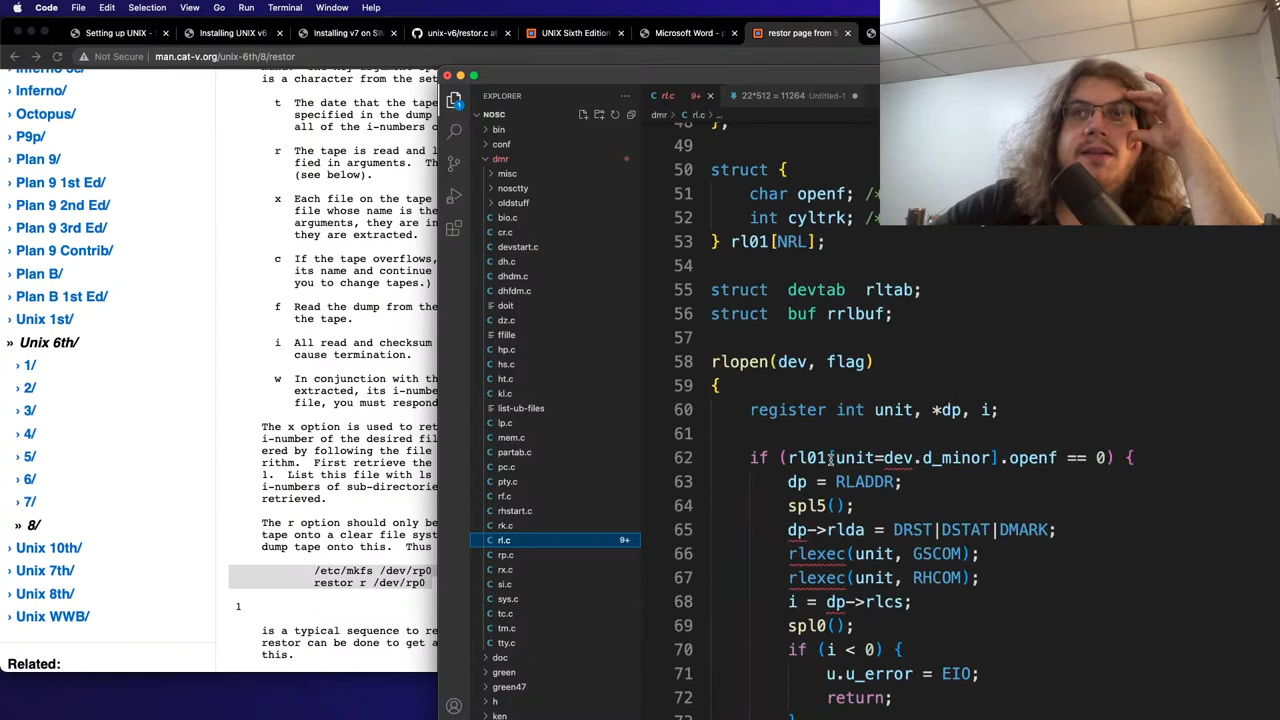 Code File Edit Selection View Go Run Terminal Window Help
Setting up UNIX - S
Installing UNIX v6
Installing v7 on SIM
unix-v6/restor.c at
UNIX Sixth Edition
Microsoft Word - p
restor page from S
Not Secure man.cat-v.org/unix-6th/8/restor
› Inferno/
› Octopus/
› P9p/
› Plan 9/
› Plan 9 1st Ed/
› Plan 9 2nd Ed/
› Plan 9 3rd Ed/
› Plan 9 Contrib/
› Plan B/
› Plan B 1st Ed/
› Unix 1st/
» Unix 6th/
› 1/
› 2/
› 3/
› 4/
› 5/
› 6/
› 7/
» 8/
› Unix 10th/
› Unix 7th/
› Unix 8th/
› Unix WWB/
Related:
is a character from the set
t The date that the tape
specified in the dump
all of the i-numbers o
r The tape is read and l
fied in arguments. Th
(see below).
x Each file on the tape
file whose name is the
arguments, they are in
they are extracted.
c If the tape overflows,
its name and continue
you to change tapes.)
f Read the dump from the
the tape.
i All read and checksum
cause termination.
w In conjunction with th
extracted, its i-numbe
file, you must respond
The x option is used to ret
i-number of the desired fil
ered by following the file
rithm. First retrieve the
1. List this file with ls
i-numbers of sub-directorie
retrieved.
The r option should only be
tape onto a clear file syst
dump tape onto this. Thus
/etc/mkfs /dev/rp0
restor r /dev/rp0
1
is a typical sequence to re
restor can be done to get a
this.
EXPLORER
NOSC
bin
conf
dmr
misc
nosctty
oldstuff
bio.c
cr.c
devstart.c
dh.c
dhdm.c
dhfdm.c
doit
dz.c
ffille
hp.c
hs.c
ht.c
kl.c
list-ub-files
lp.c
mem.c
partab.c
pc.c
pty.c
rf.c
rhstart.c
rk.c
rl.c 9+
rp.c
rx.c
si.c
sys.c
tc.c
tm.c
tty.c
doc
green
green47
h
ken
1
rl.c 9+
22*512 = 11264 Untitled-1
dmr > rl.c > ...
48 };
49
50 struct {
51 char openf; /*
52 int cyltrk; /*
53 } rl01[NRL];
54
55 struct devtab rltab;
56 struct buf rrlbuf;
57
58 rlopen(dev, flag)
59 {
60 register int unit, *dp, i;
61
62 if (rl01[unit=dev.d_minor].openf == 0) {
63 dp = RLADDR;
64 spl5();
65 dp->rlda = DRST|DSTAT|DMARK;
66 rlexec(unit, GSCOM);
67 rlexec(unit, RHCOM);
68 i = dp->rlcs;
69 spl0();
70 if (i < 0) {
71 u.u_error = EIO;
72 return;